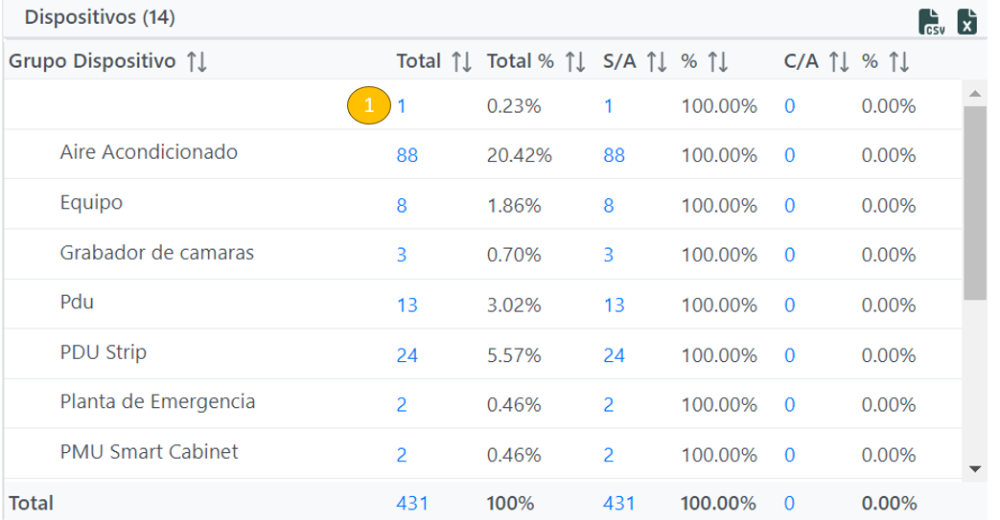 Dispositivos (14)
CSV X
Grupo Dispositivo Total Total % S/A % C/A %
1 1 0.23% 1 100.00% 0 0.00%
Aire Acondicionado 88 20.42% 88 100.00% 0 0.00%
Equipo 8 1.86% 8 100.00% 0 0.00%
Grabador de camaras 3 0.70% 3 100.00% 0 0.00%
Pdu 13 3.02% 13 100.00% 0 0.00%
PDU Strip 24 5.57% 24 100.00% 0 0.00%
Planta de Emergencia 2 0.46% 2 100.00% 0 0.00%
PMU Smart Cabinet 2 0.46% 2 100.00% 0 0.00%
Total 431 100% 431 100.00% 0 0.00%